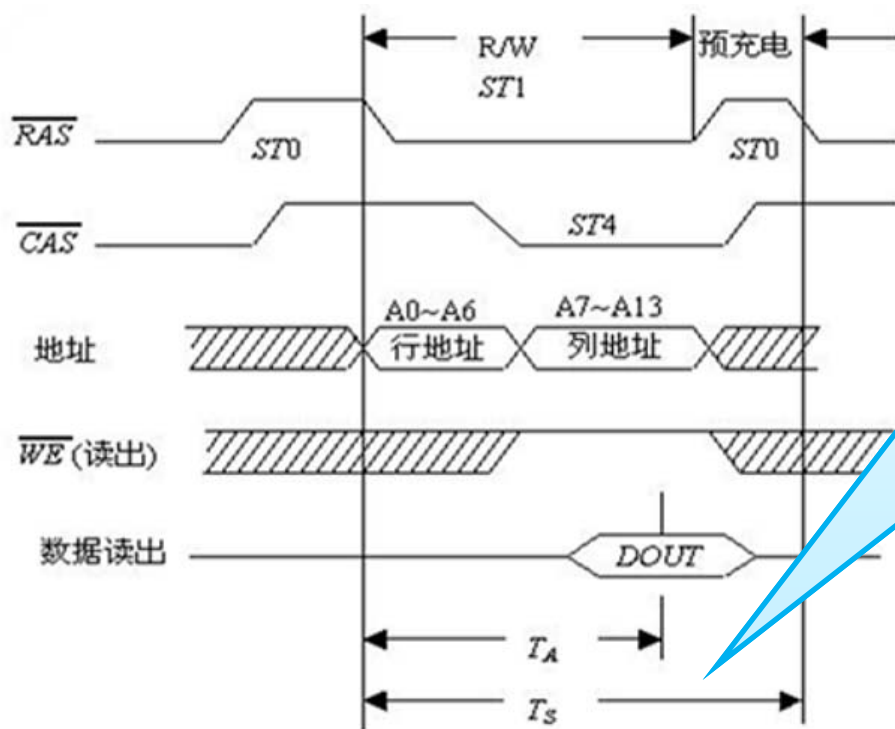 R/W 预充电
ST1
RAS ST0 ST0
CAS ST4
A0~A6 A7~A13
地址 行地址 列地址
WE (读出)
数据读出 DOUT
TA
TS